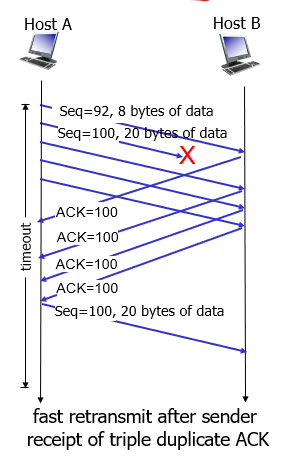 Host A
Host B
Seq=92, 8 bytes of data
Seq=100, 20 bytes of data
X
ACK=100
ACK=100
ACK=100
ACK=100
timeout
Seq=100, 20 bytes of data
fast retransmit after sender
receipt of triple duplicate ACK